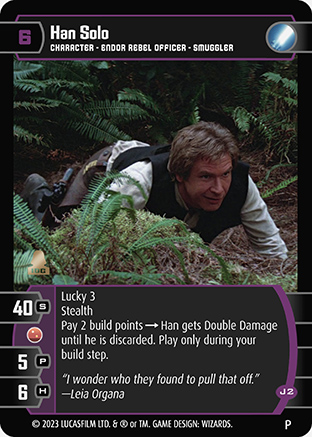 6
Han Solo
CHARACTER - ENDOR REBEL OFFICER - SMUGGLER
IUC
40 S
Lucky 3
Stealth
Pay 2 build points → Han gets Double Damage
until he is discarded. Play only during your
build step.
5 P
6 H
“I wonder who they found to pull that off.”
—Leia Organa
J2
© 2023 LUCASFILM LTD. & ® or TM. GAME DESIGN: WIZARDS.
P